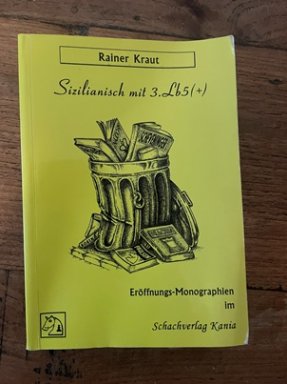 Rainer Kraut
Sizilianisch mit 3.Lb5(+)
Eröffnungs-Monographien
im
Schachverlag Kania